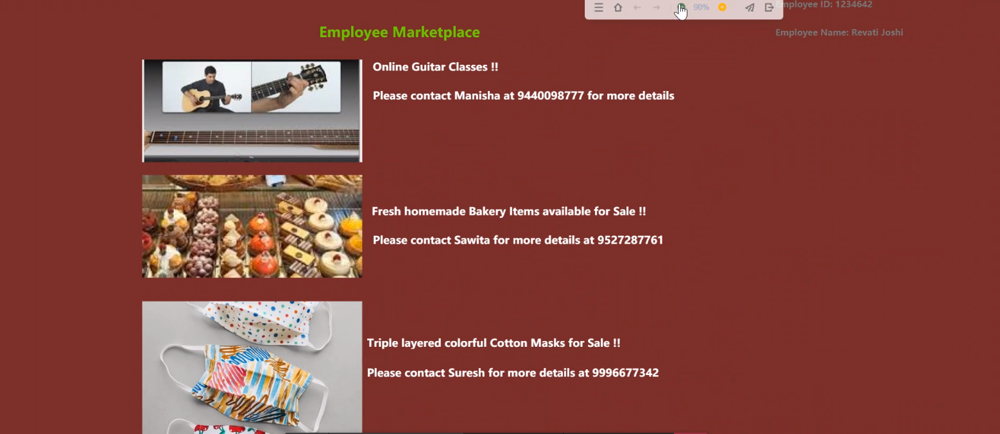 90%
Employee ID: 1234642
Employee Marketplace
Employee Name: Revati Joshi
Online Guitar Classes !!
Please contact Manisha at 9440098777 for more details
Fresh homemade Bakery Items available for Sale !!
Please contact Sawita for more details at 9527287761
Triple layered colorful Cotton Masks for Sale !!
Please contact Suresh for more details at 9996677342